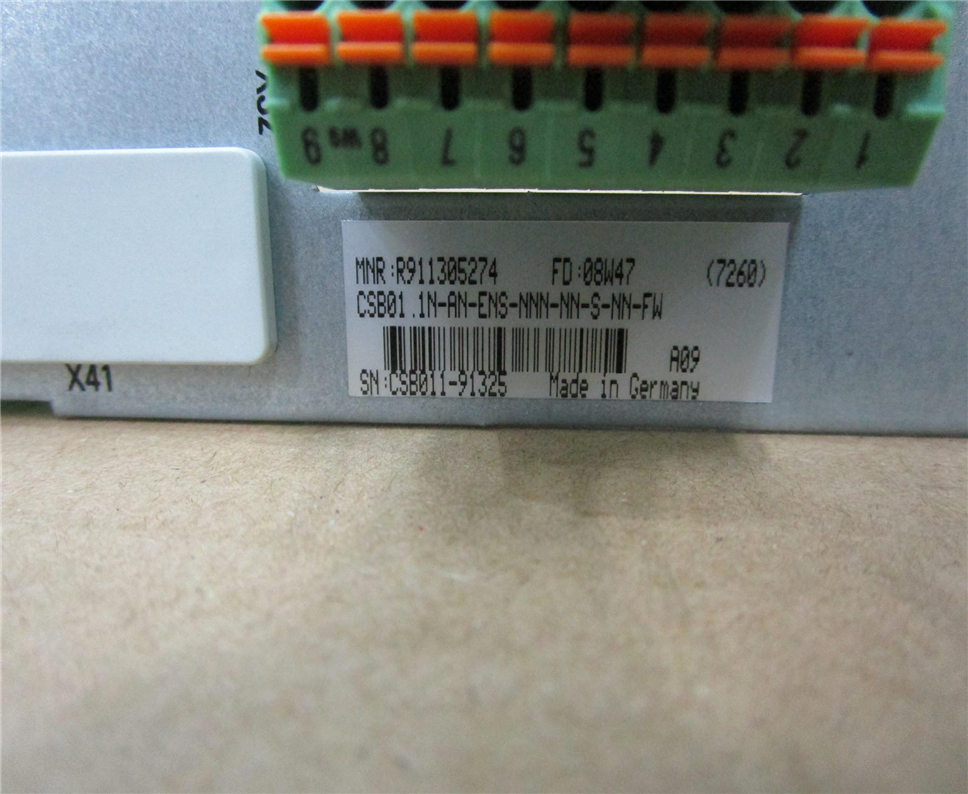 9 8 ws 7 6 5 4 3 2 1
MNR:R911305274 FD:08W47 (7260)
CSB01.1N-AN-ENS-NNN-NN-S-NN-FW
A09
SN:CSB011-91325 Made in Germany
X41